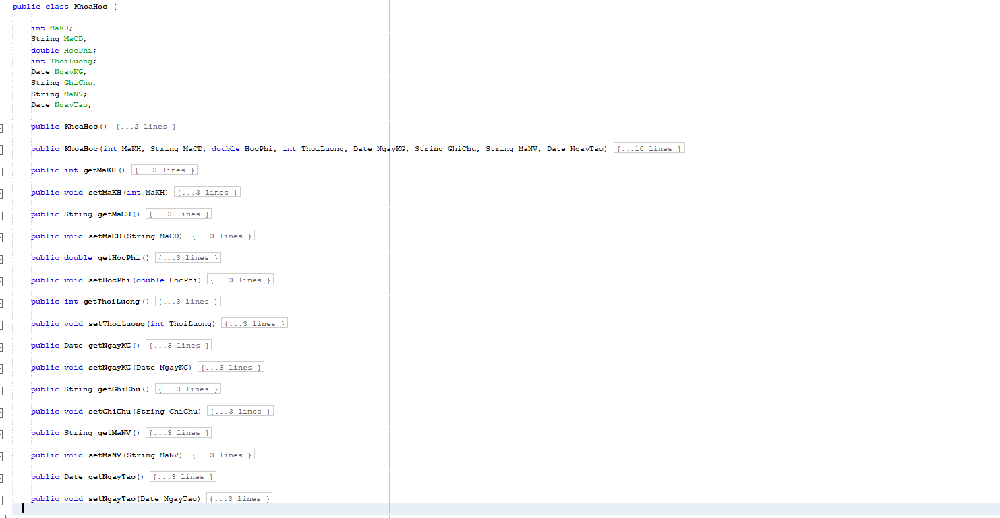 public class KhoaHoc {
int MaKH;
String MaCD;
double HocPhi;
int ThoiLuong;
Date NgayKG;
String GhiChu;
String MaNV;
Date NgayTao;
public KhoaHoc() {...2 lines }
public KhoaHoc(int MaKH, String MaCD, double HocPhi, int ThoiLuong, Date NgayKG, String GhiChu, String MaNV, Date NgayTao) {...10 lines }
public int getMaKH() {...3 lines }
public void setMaKH(int MaKH) {...3 lines }
public String getMaCD() {...3 lines }
public void setMaCD(String MaCD) {...3 lines }
public double getHocPhi() {...3 lines }
public void setHocPhi(double HocPhi) {...3 lines }
public int getThoiLuong() {...3 lines }
public void setThoiLuong(int ThoiLuong) {...3 lines }
public Date getNgayKG() {...3 lines }
public void setNgayKG(Date NgayKG) {...3 lines }
public String getGhiChu() {...3 lines }
public void setGhiChu(String GhiChu) {...3 lines }
public String getMaNV() {...3 lines }
public void setMaNV(String MaNV) {...3 lines }
public Date getNgayTao() {...3 lines }
public void setNgayTao(Date NgayTao) {...3 lines }